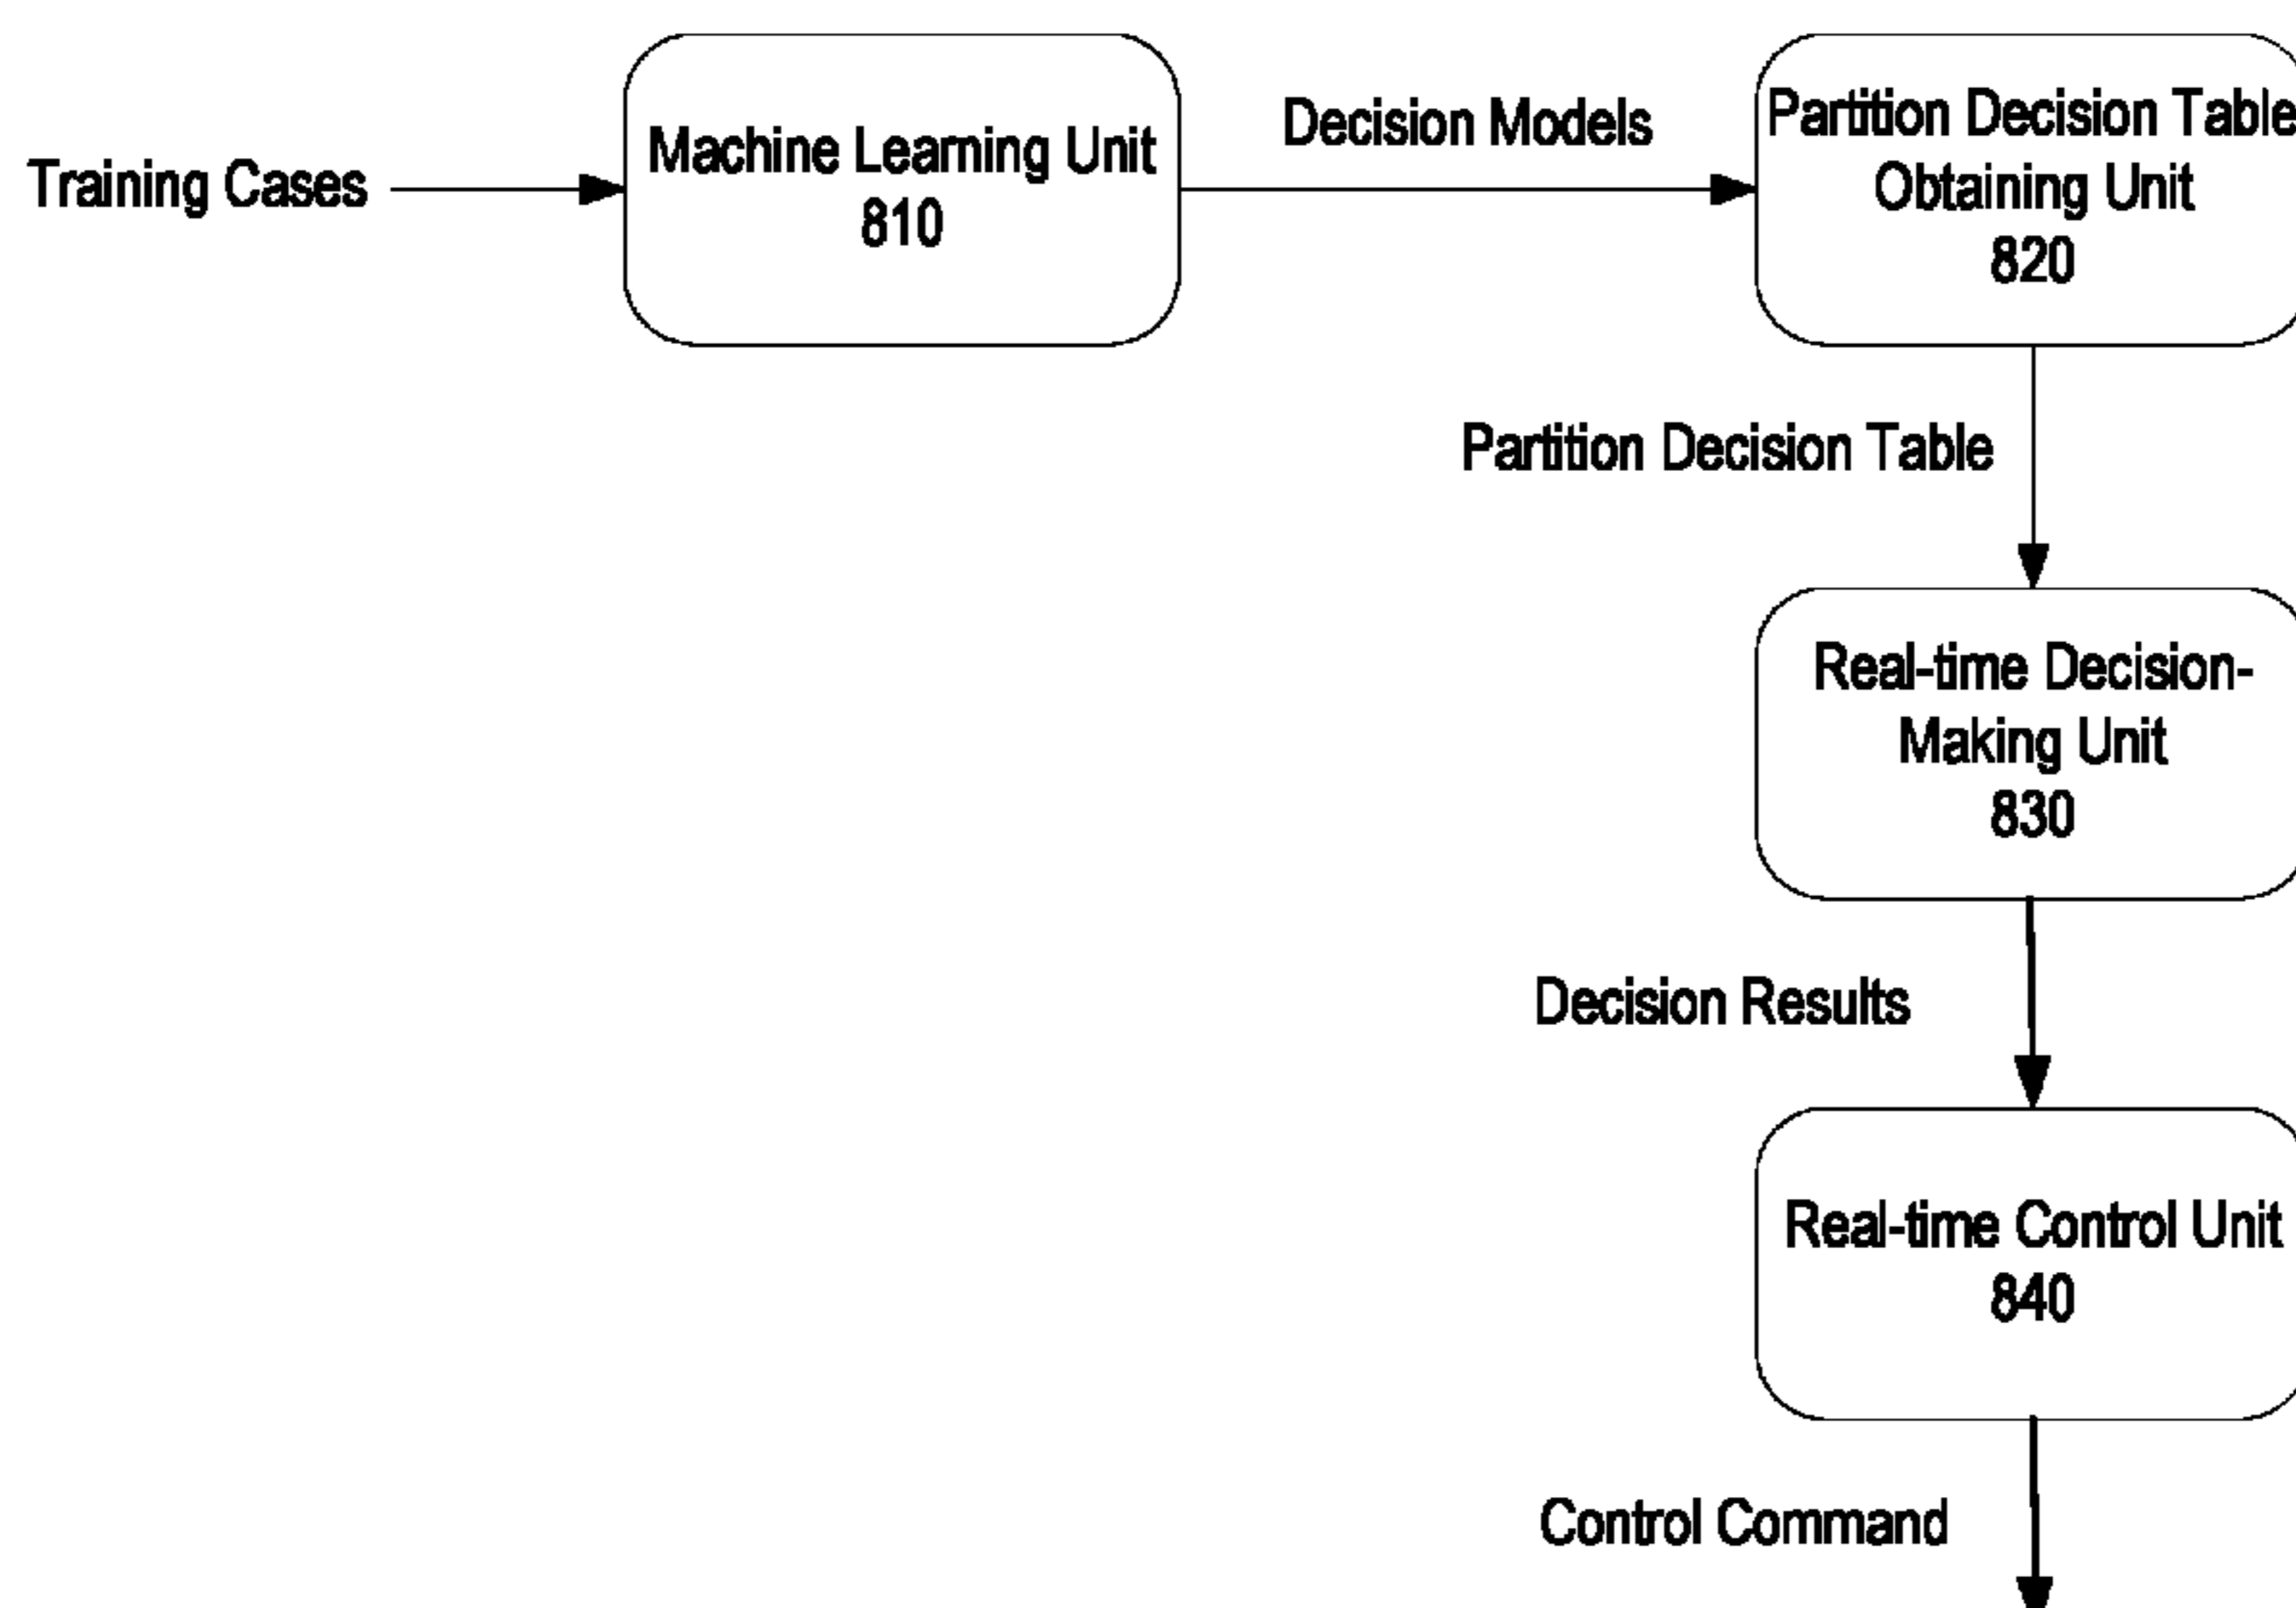 Training Cases
Machine Learning Unit
810
Decision Models
Partition Decision Table
Obtaining Unit
820
Partition Decision Table
Real-time Decision-
Making Unit
830
Decision Results
Real-time Control Unit
840
Control Command